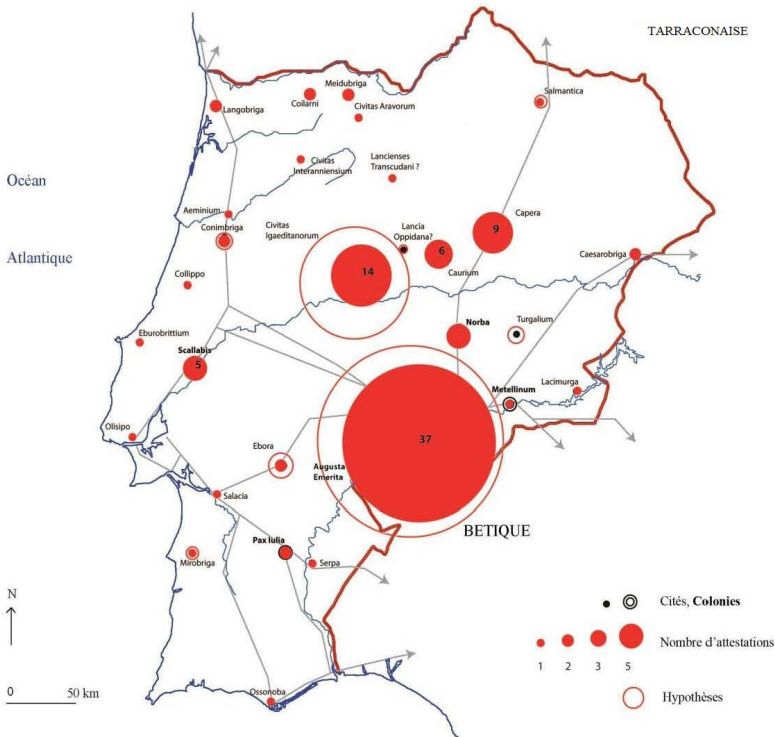 TARRACONAISE
Salmantica
Meidubriga
Coilarni
Langobriga
Civitas Aravorum
Civitas
Interanniensium
Lancienses
Transcudani ?
Océan
Aeminium
Capera
9
Conimbriga
Civitas
Igaeditanorum
Lancia
Oppidana?
6
Caurium
Caesarobriga
Atlantique
14
Collippo
Norba
Turgalium
Eburobrittium
Scallabis
5
Metellinum
Lacimurga
Olisipo
37
Ebora
Augusta
Emerita
Salacia
BETIQUE
Pax Iulia
Mirobriga
Serpa
N
Cités, Colonies
Nombre d'attestations
1 2 3 5
0 50 km
Ossonoba
Hypothèses